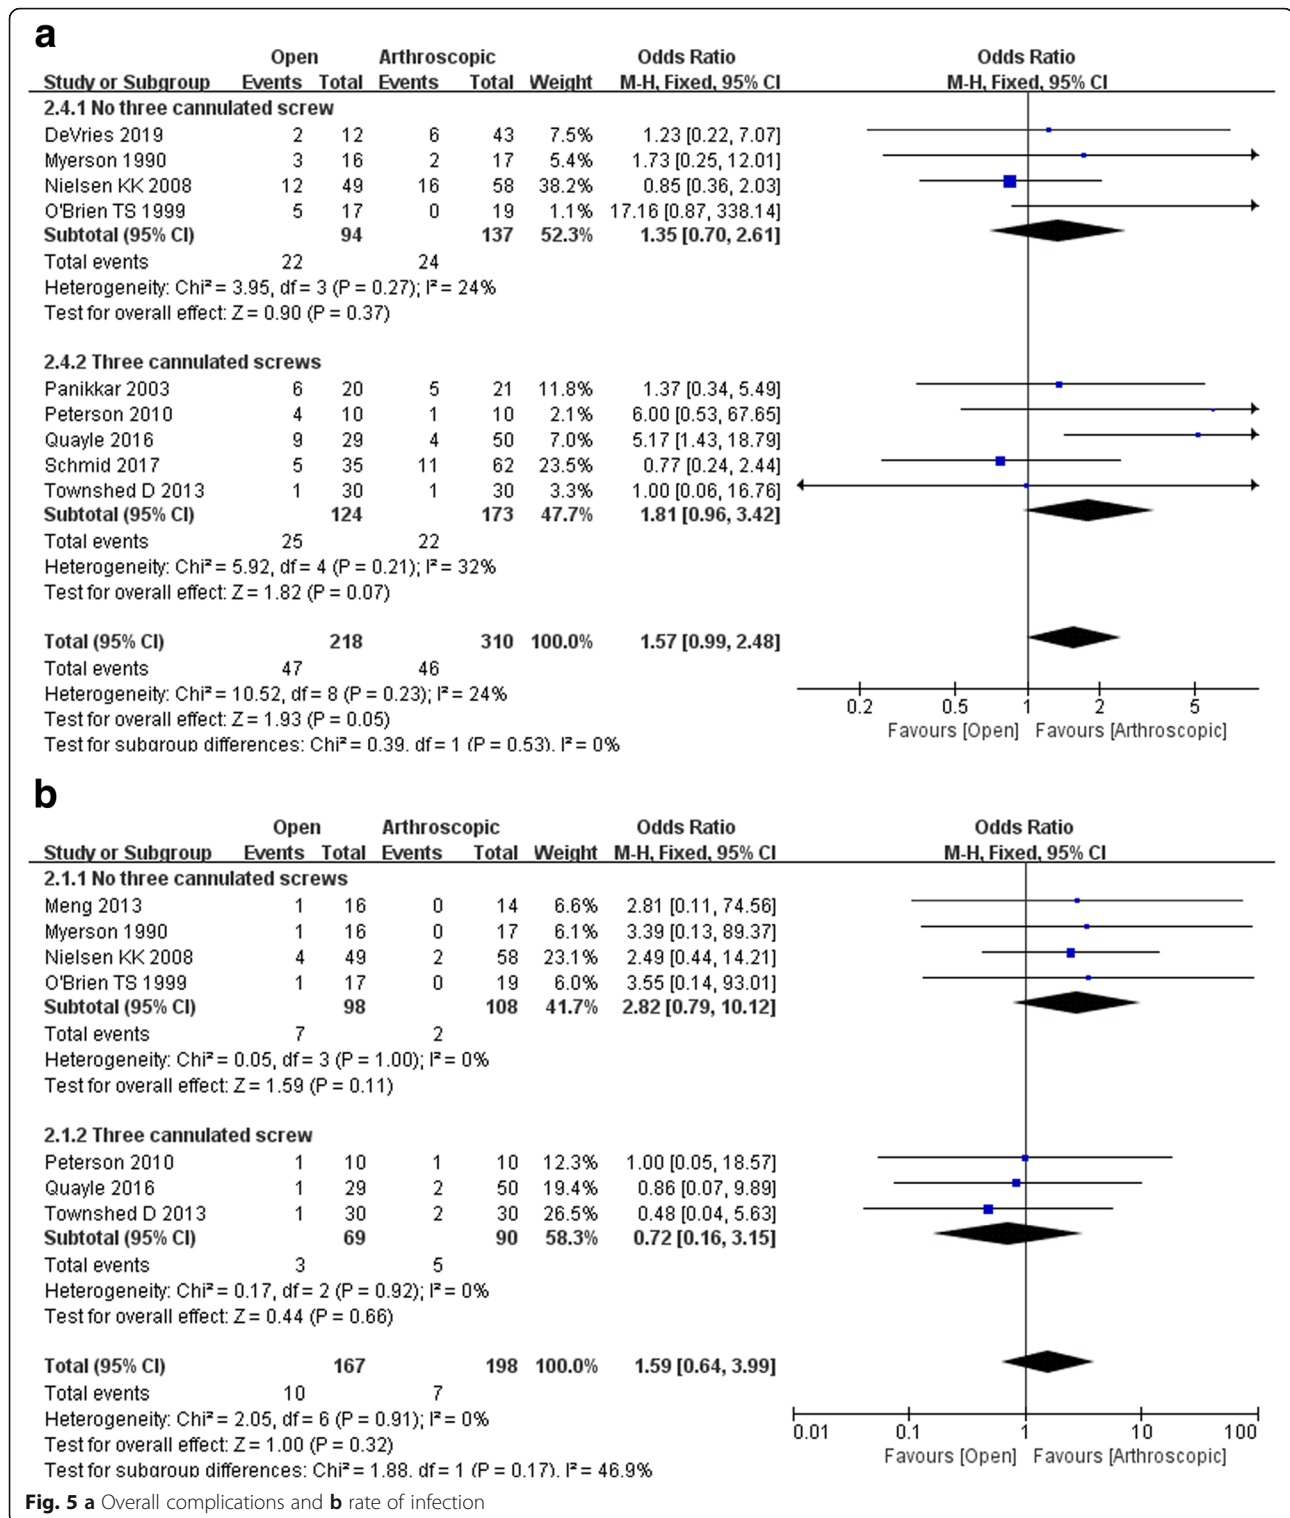 a
Open Arthroscopic Odds Ratio Odds Ratio
Study or Subgroup Events Total Events Total Weight M-H, Fixed, 95% CI M-H, Fixed, 95% CI
2.4.1 No three cannulated screw
DeVries 2019 2 12 6 43 7.5% 1.23 [0.22, 7.07]
Myerson 1990 3 16 2 17 5.4% 1.73 [0.25, 12.01]
Nielsen KK 2008 12 49 16 58 38.2% 0.85 [0.36, 2.03]
O'Brien TS 1999 5 17 0 19 1.1% 17.16 [0.87, 338.14]
Subtotal (95% CI) 94 137 52.3% 1.35 [0.70, 2.61]
Total events 22 24
Heterogeneity: Chi² = 3.95, df = 3 (P = 0.27); I² = 24%
Test for overall effect: Z = 0.90 (P = 0.37)
2.4.2 Three cannulated screws
Panikkar 2003 6 20 5 21 11.8% 1.37 [0.34, 5.49]
Peterson 2010 4 10 1 10 2.1% 6.00 [0.53, 67.65]
Quayle 2016 9 29 4 50 7.0% 5.17 [1.43, 18.79]
Schmid 2017 5 35 11 62 23.5% 0.77 [0.24, 2.44]
Townshed D 2013 1 30 1 30 3.3% 1.00 [0.06, 16.76]
Subtotal (95% CI) 124 173 47.7% 1.81 [0.96, 3.42]
Total events 25 22
Heterogeneity: Chi² = 5.92, df = 4 (P = 0.21); I² = 32%
Test for overall effect: Z = 1.82 (P = 0.07)
Total (95% CI) 218 310 100.0% 1.57 [0.99, 2.48]
Total events 47 46
Heterogeneity: Chi² = 10.52, df = 8 (P = 0.23); I² = 24%
Test for overall effect: Z = 1.93 (P = 0.05)
Test for subgroup differences: Chi² = 0.39. df = 1 (P = 0.53). I² = 0%
0.2 0.5 1 2 5
Favours [Open] Favours [Arthroscopic]
b
Open Arthroscopic Odds Ratio Odds Ratio
Study or Subgroup Events Total Events Total Weight M-H, Fixed, 95% CI M-H, Fixed, 95% CI
2.1.1 No three cannulated screws
Meng 2013 1 16 0 14 6.6% 2.81 [0.11, 74.56]
Myerson 1990 1 16 0 17 6.1% 3.39 [0.13, 89.37]
Nielsen KK 2008 4 49 2 58 23.1% 2.49 [0.44, 14.21]
O'Brien TS 1999 1 17 0 19 6.0% 3.55 [0.14, 93.01]
Subtotal (95% CI) 98 108 41.7% 2.82 [0.79, 10.12]
Total events 7 2
Heterogeneity: Chi² = 0.05, df = 3 (P = 1.00); I² = 0%
Test for overall effect: Z = 1.59 (P = 0.11)
2.1.2 Three cannulated screw
Peterson 2010 1 10 1 10 12.3% 1.00 [0.05, 18.57]
Quayle 2016 1 29 2 50 19.4% 0.86 [0.07, 9.89]
Townshed D 2013 1 30 2 30 26.5% 0.48 [0.04, 5.63]
Subtotal (95% CI) 69 90 58.3% 0.72 [0.16, 3.15]
Total events 3 5
Heterogeneity: Chi² = 0.17, df = 2 (P = 0.92); I² = 0%
Test for overall effect: Z = 0.44 (P = 0.66)
Total (95% CI) 167 198 100.0% 1.59 [0.64, 3.99]
Total events 10 7
Heterogeneity: Chi² = 2.05, df = 6 (P = 0.91); I² = 0%
Test for overall effect: Z = 1.00 (P = 0.32)
Test for subgroup differences: Chi² = 1.88. df = 1 (P = 0.17). I² = 46.9%
0.01 0.1 1 10 100
Favours [Open] Favours [Arthroscopic]
Fig. 5 a Overall complications and b rate of infection